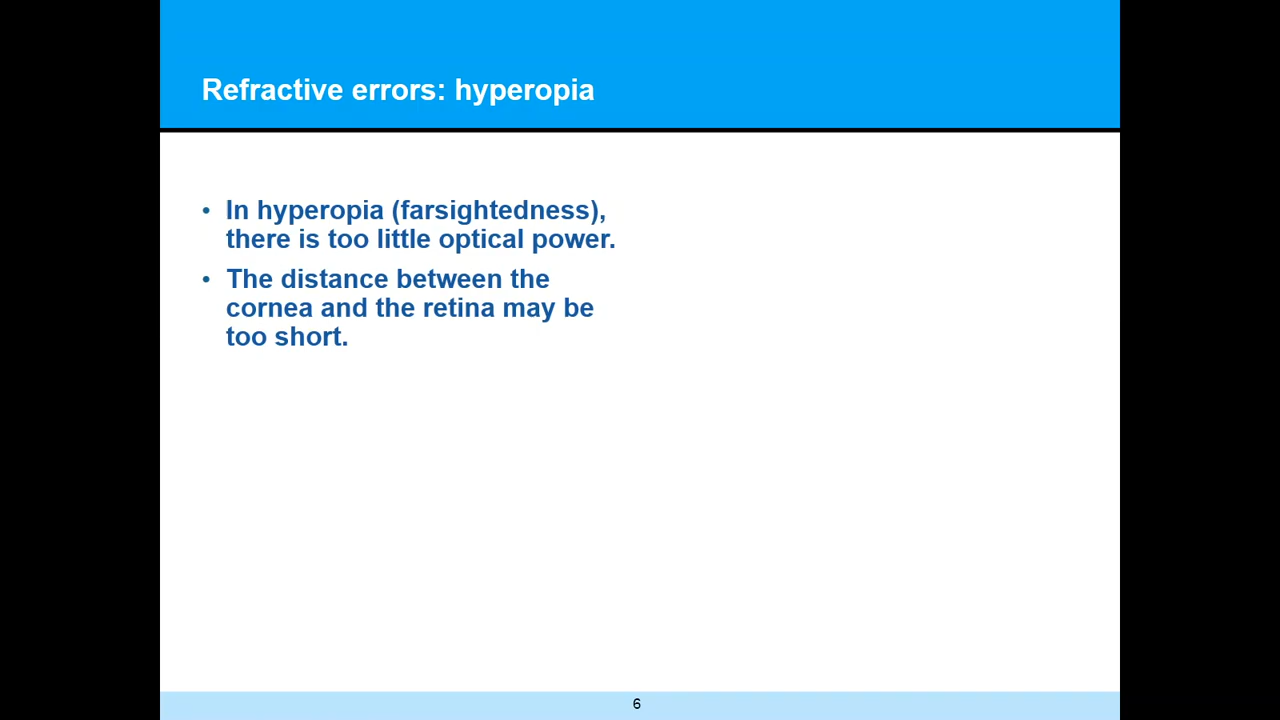 Refractive errors: hyperopia
• In hyperopia (farsightedness),
there is too little optical power.
• The distance between the
cornea and the retina may be
too short.
6